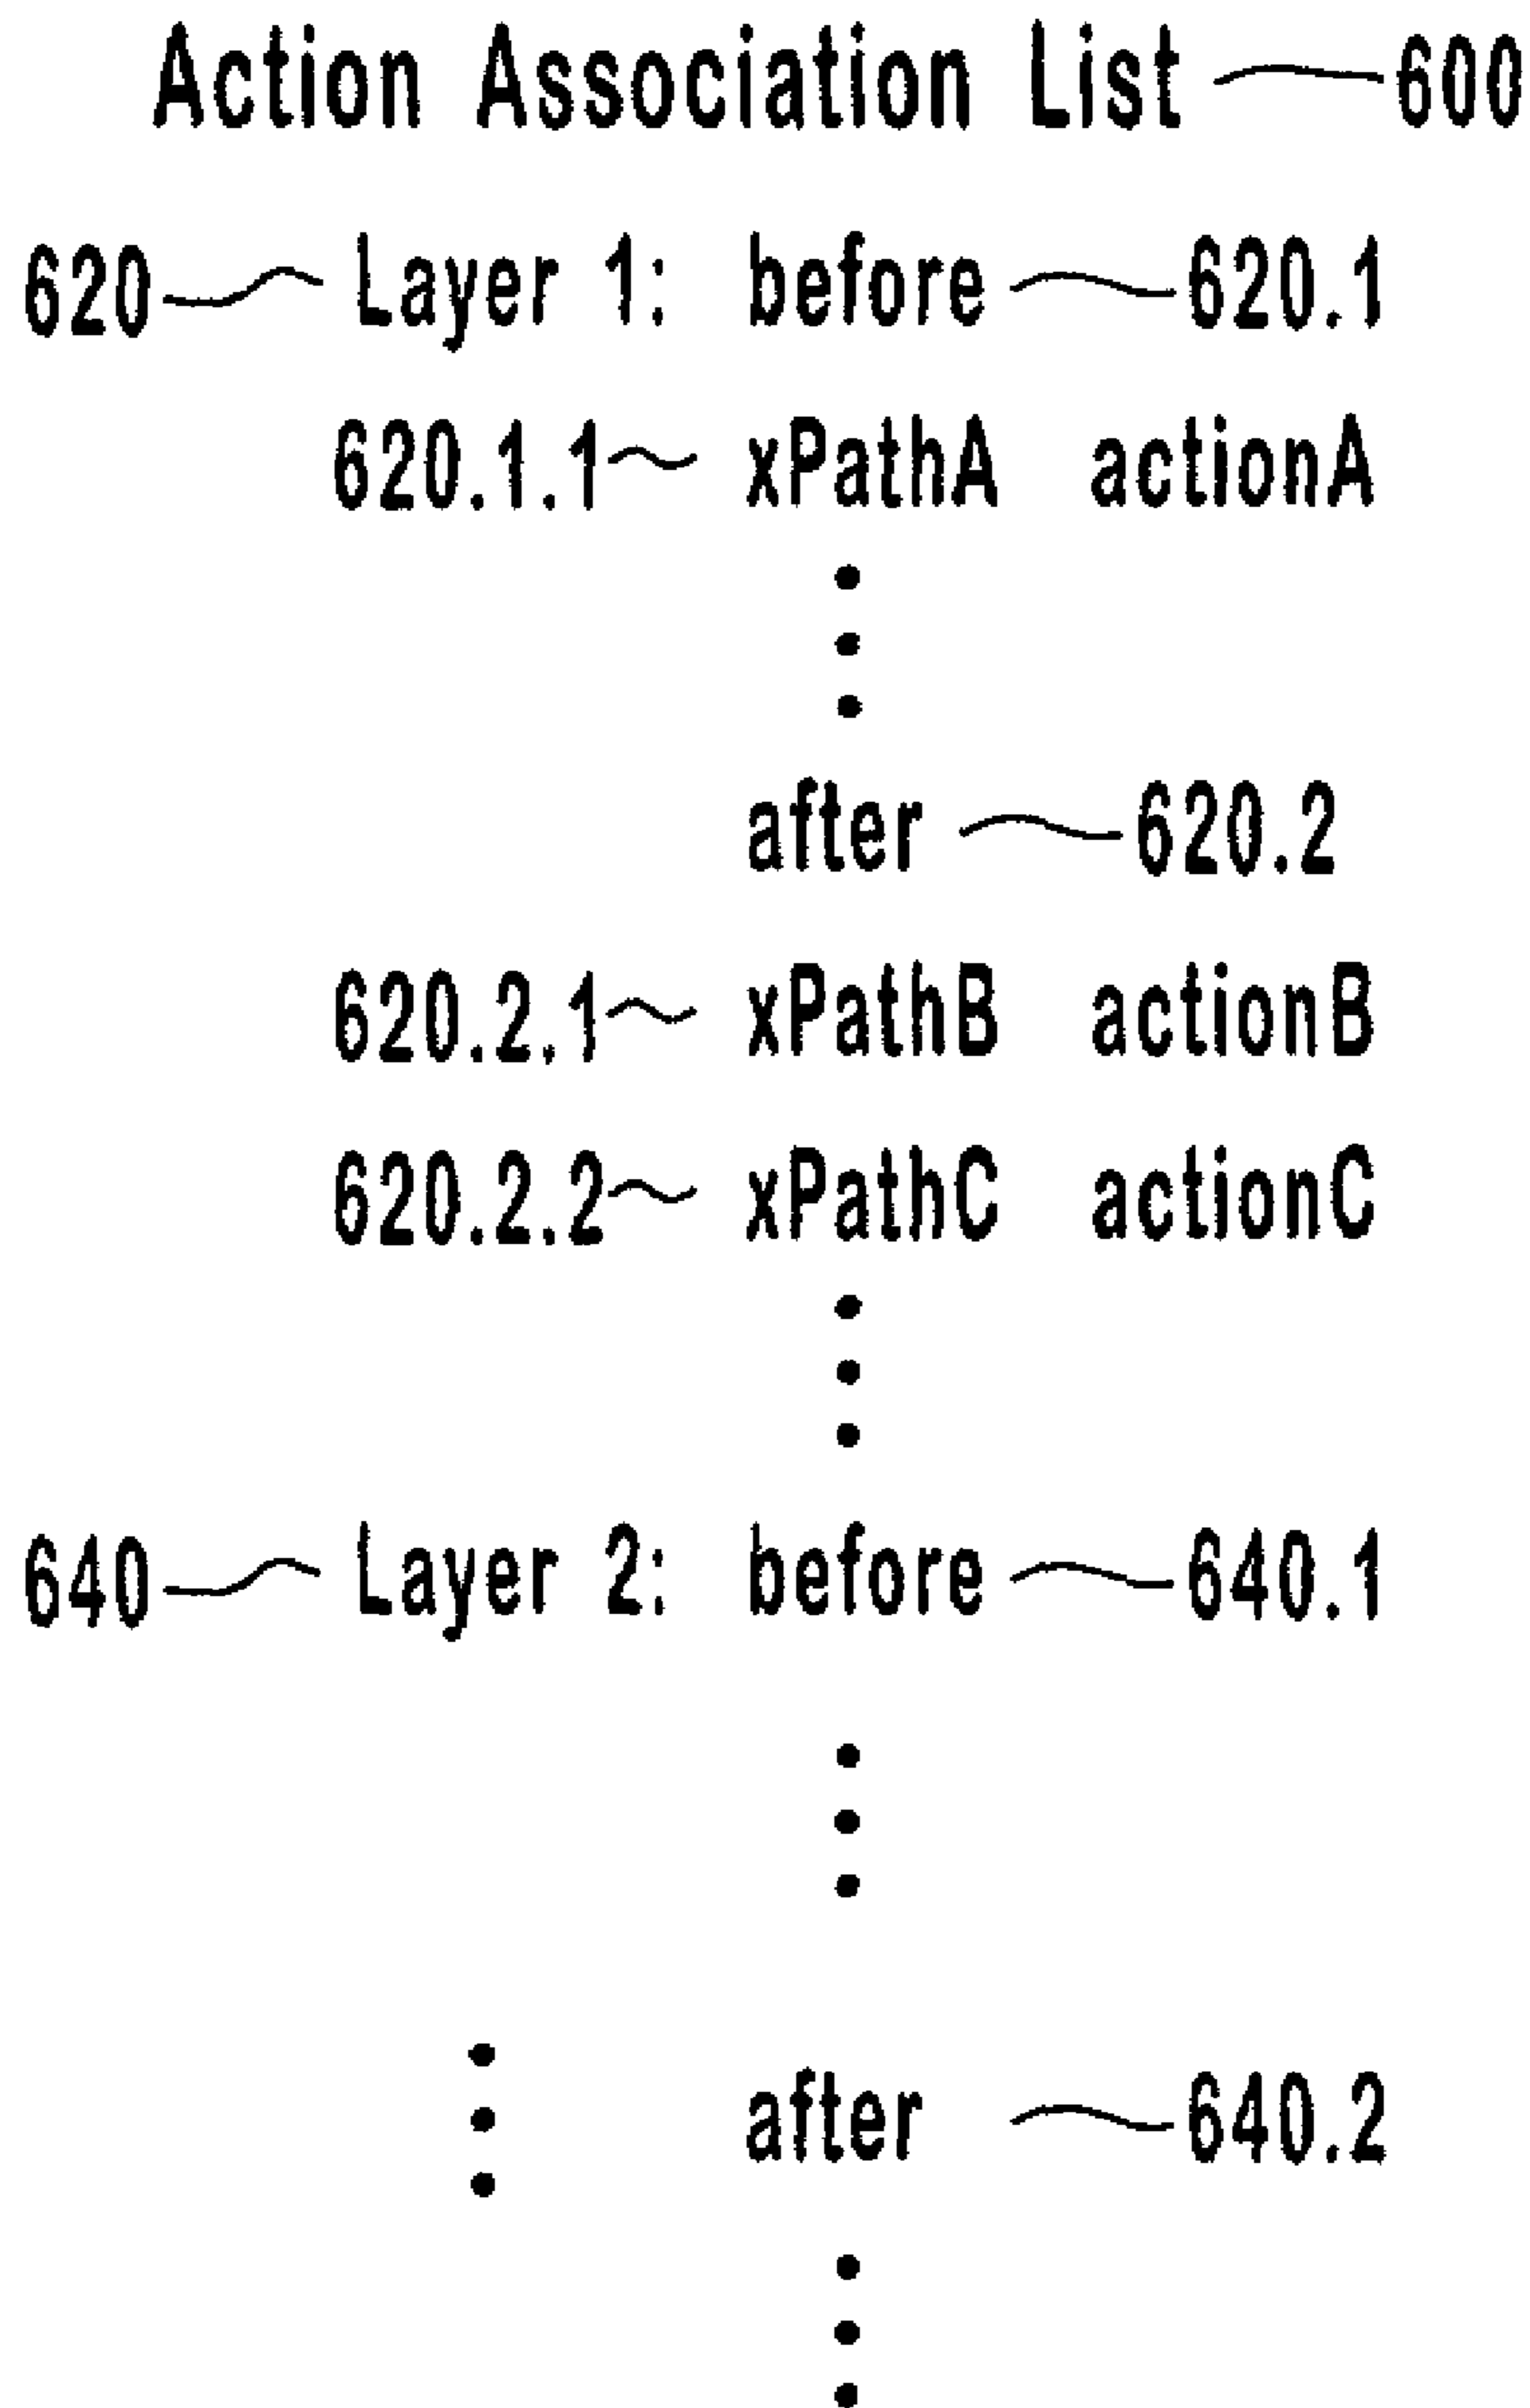 Action Association List 600
620 Layer 1: before 620.1
620.1.1 xPathA actionA
after 620.2
620.2.1 xPathB actionB
620.2.2 xPathC actionC
640 Layer 2: before 640.1
after 640.2